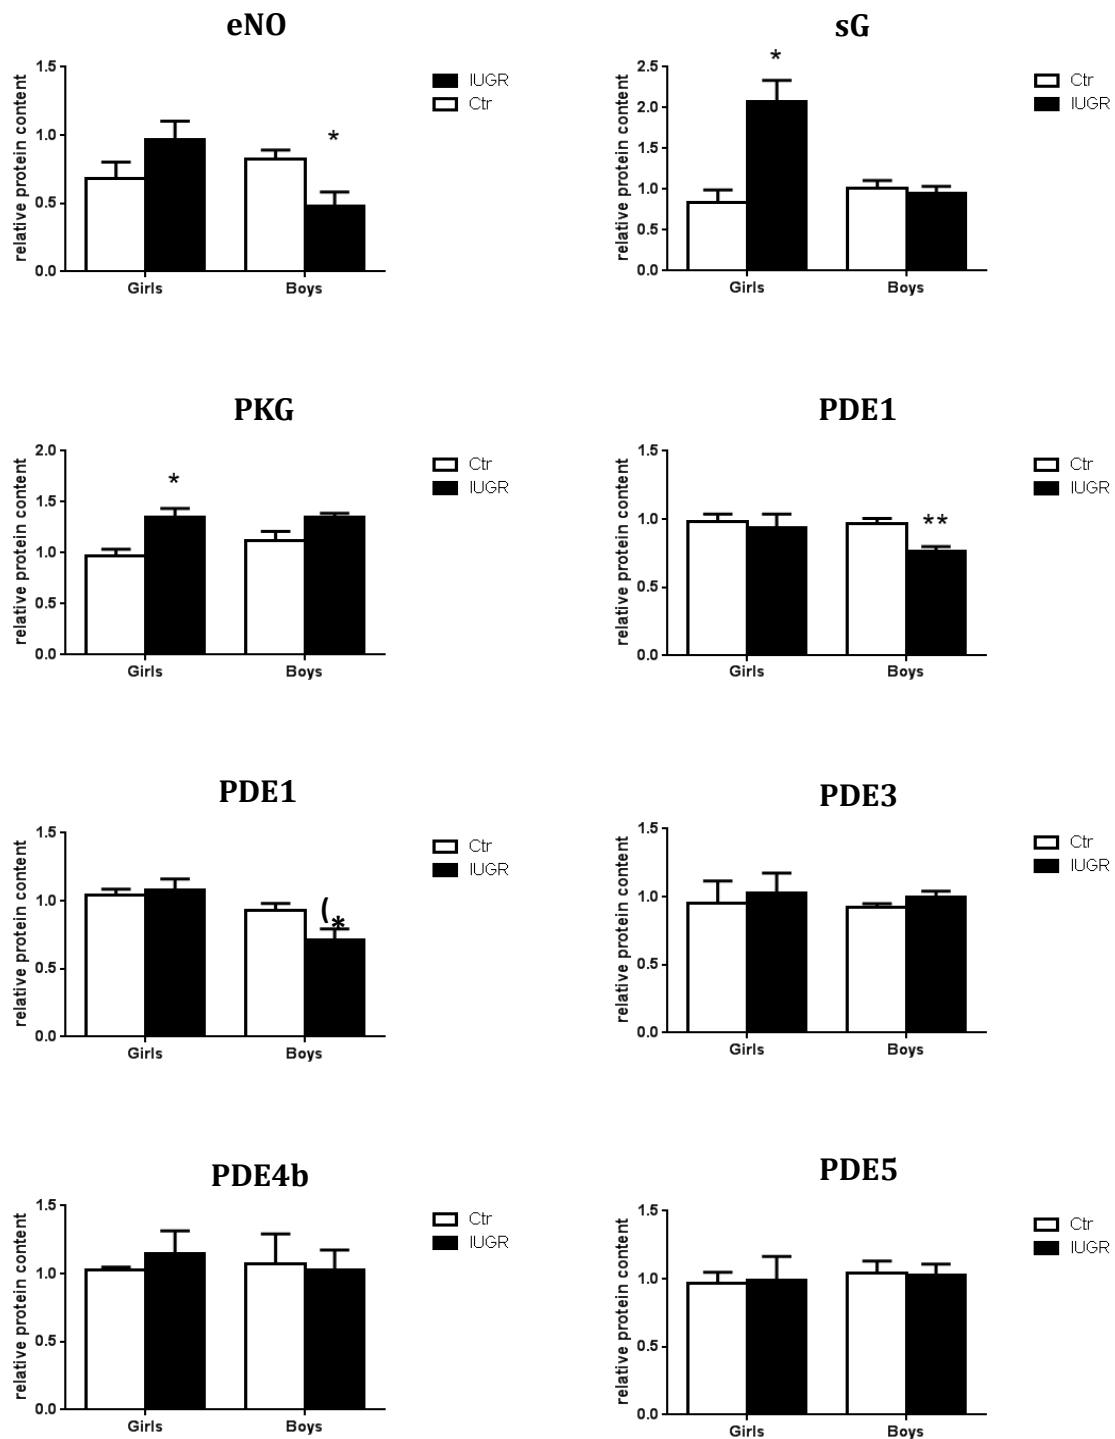 eNO
relative protein content
1.5
1.0
0.5
0.0
*
Girls
Boys
IUGR
Ctr
sG
relative protein content
2.5
2.0
1.5
1.0
0.5
0.0
*
Girls
Boys
Ctr
IUGR
PKG
relative protein content
2.0
1.5
1.0
0.5
0.0
*
Girls
Boys
Ctr
IUGR
PDE1
relative protein content
1.5
1.0
0.5
0.0
**
Girls
Boys
Ctr
IUGR
PDE1
relative protein content
1.5
1.0
0.5
0.0
(*
Girls
Boys
Ctr
IUGR
PDE3
relative protein content
1.5
1.0
0.5
0.0
Girls
Boys
Ctr
IUGR
PDE4b
relative protein content
1.5
1.0
0.5
0.0
Girls
Boys
Ctr
IUGR
PDE5
relative protein content
1.5
1.0
0.5
0.0
Girls
Boys
Ctr
IUGR